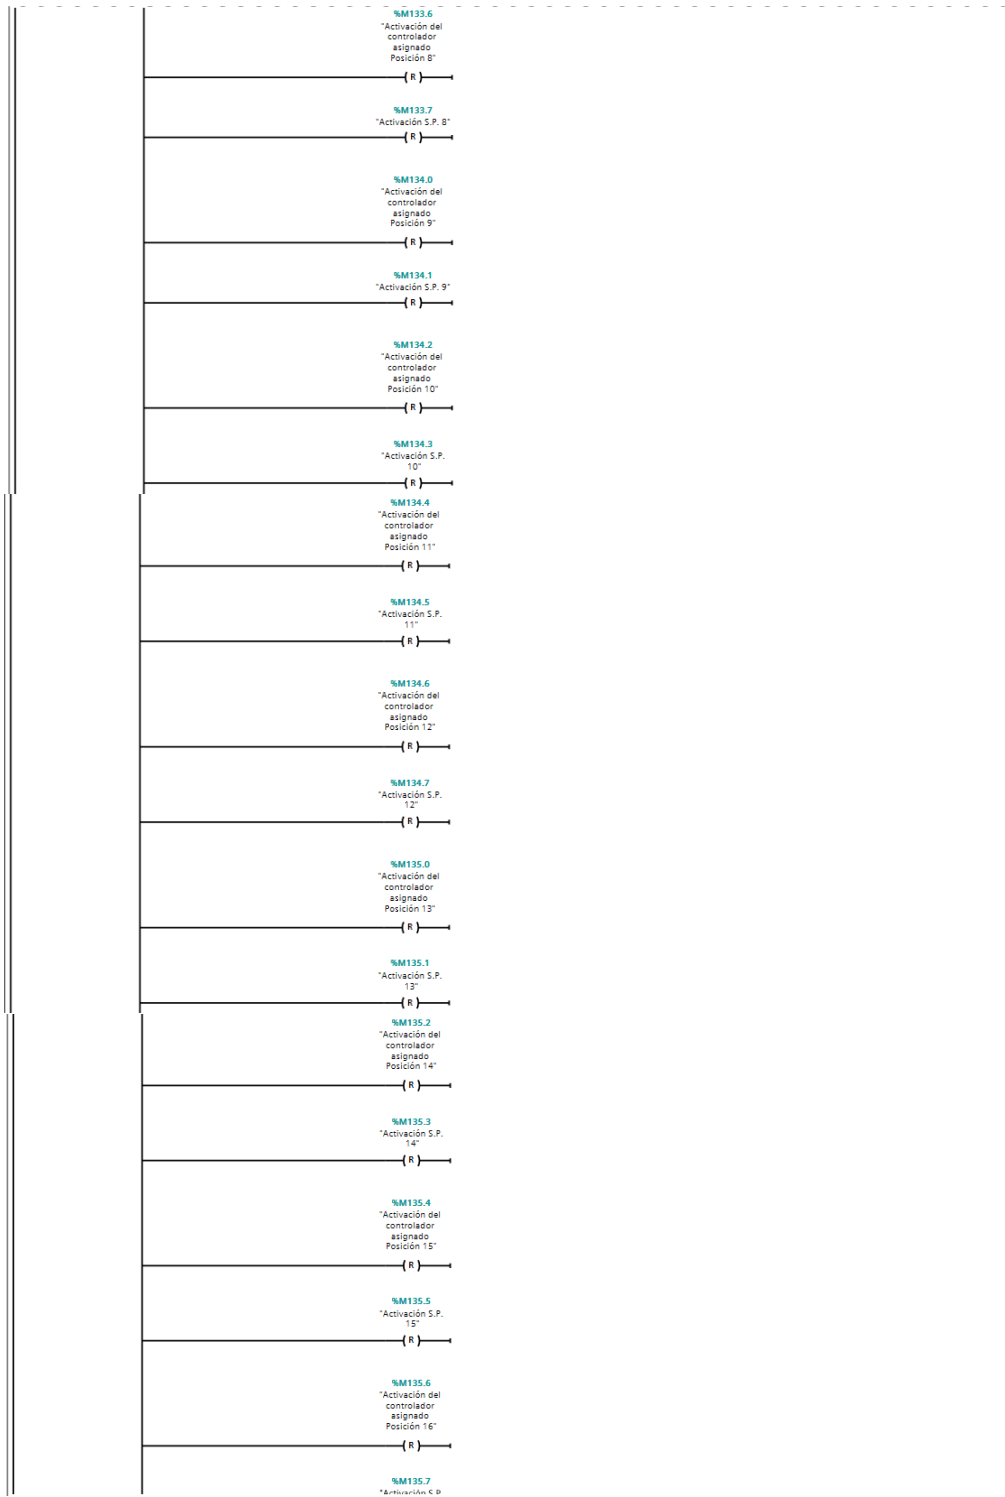 %M133.6
"Activación del
controlador
asignado
Posición 8"
( R )
%M133.7
"Activación S.P. 8"
( R )
%M134.0
"Activación del
controlador
asignado
Posición 9"
( R )
%M134.1
"Activación S.P. 9"
( R )
%M134.2
"Activación del
controlador
asignado
Posición 10"
( R )
%M134.3
"Activación S.P.
10"
( R )
%M134.4
"Activación del
controlador
asignado
Posición 11"
( R )
%M134.5
"Activación S.P.
11"
( R )
%M134.6
"Activación del
controlador
asignado
Posición 12"
( R )
%M134.7
"Activación S.P.
12"
( R )
%M135.0
"Activación del
controlador
asignado
Posición 13"
( R )
%M135.1
"Activación S.P.
13"
( R )
%M135.2
"Activación del
controlador
asignado
Posición 14"
( R )
%M135.3
"Activación S.P.
14"
( R )
%M135.4
"Activación del
controlador
asignado
Posición 15"
( R )
%M135.5
"Activación S.P.
15"
( R )
%M135.6
"Activación del
controlador
asignado
Posición 16"
( R )
%M135.7
"Activación S.P.